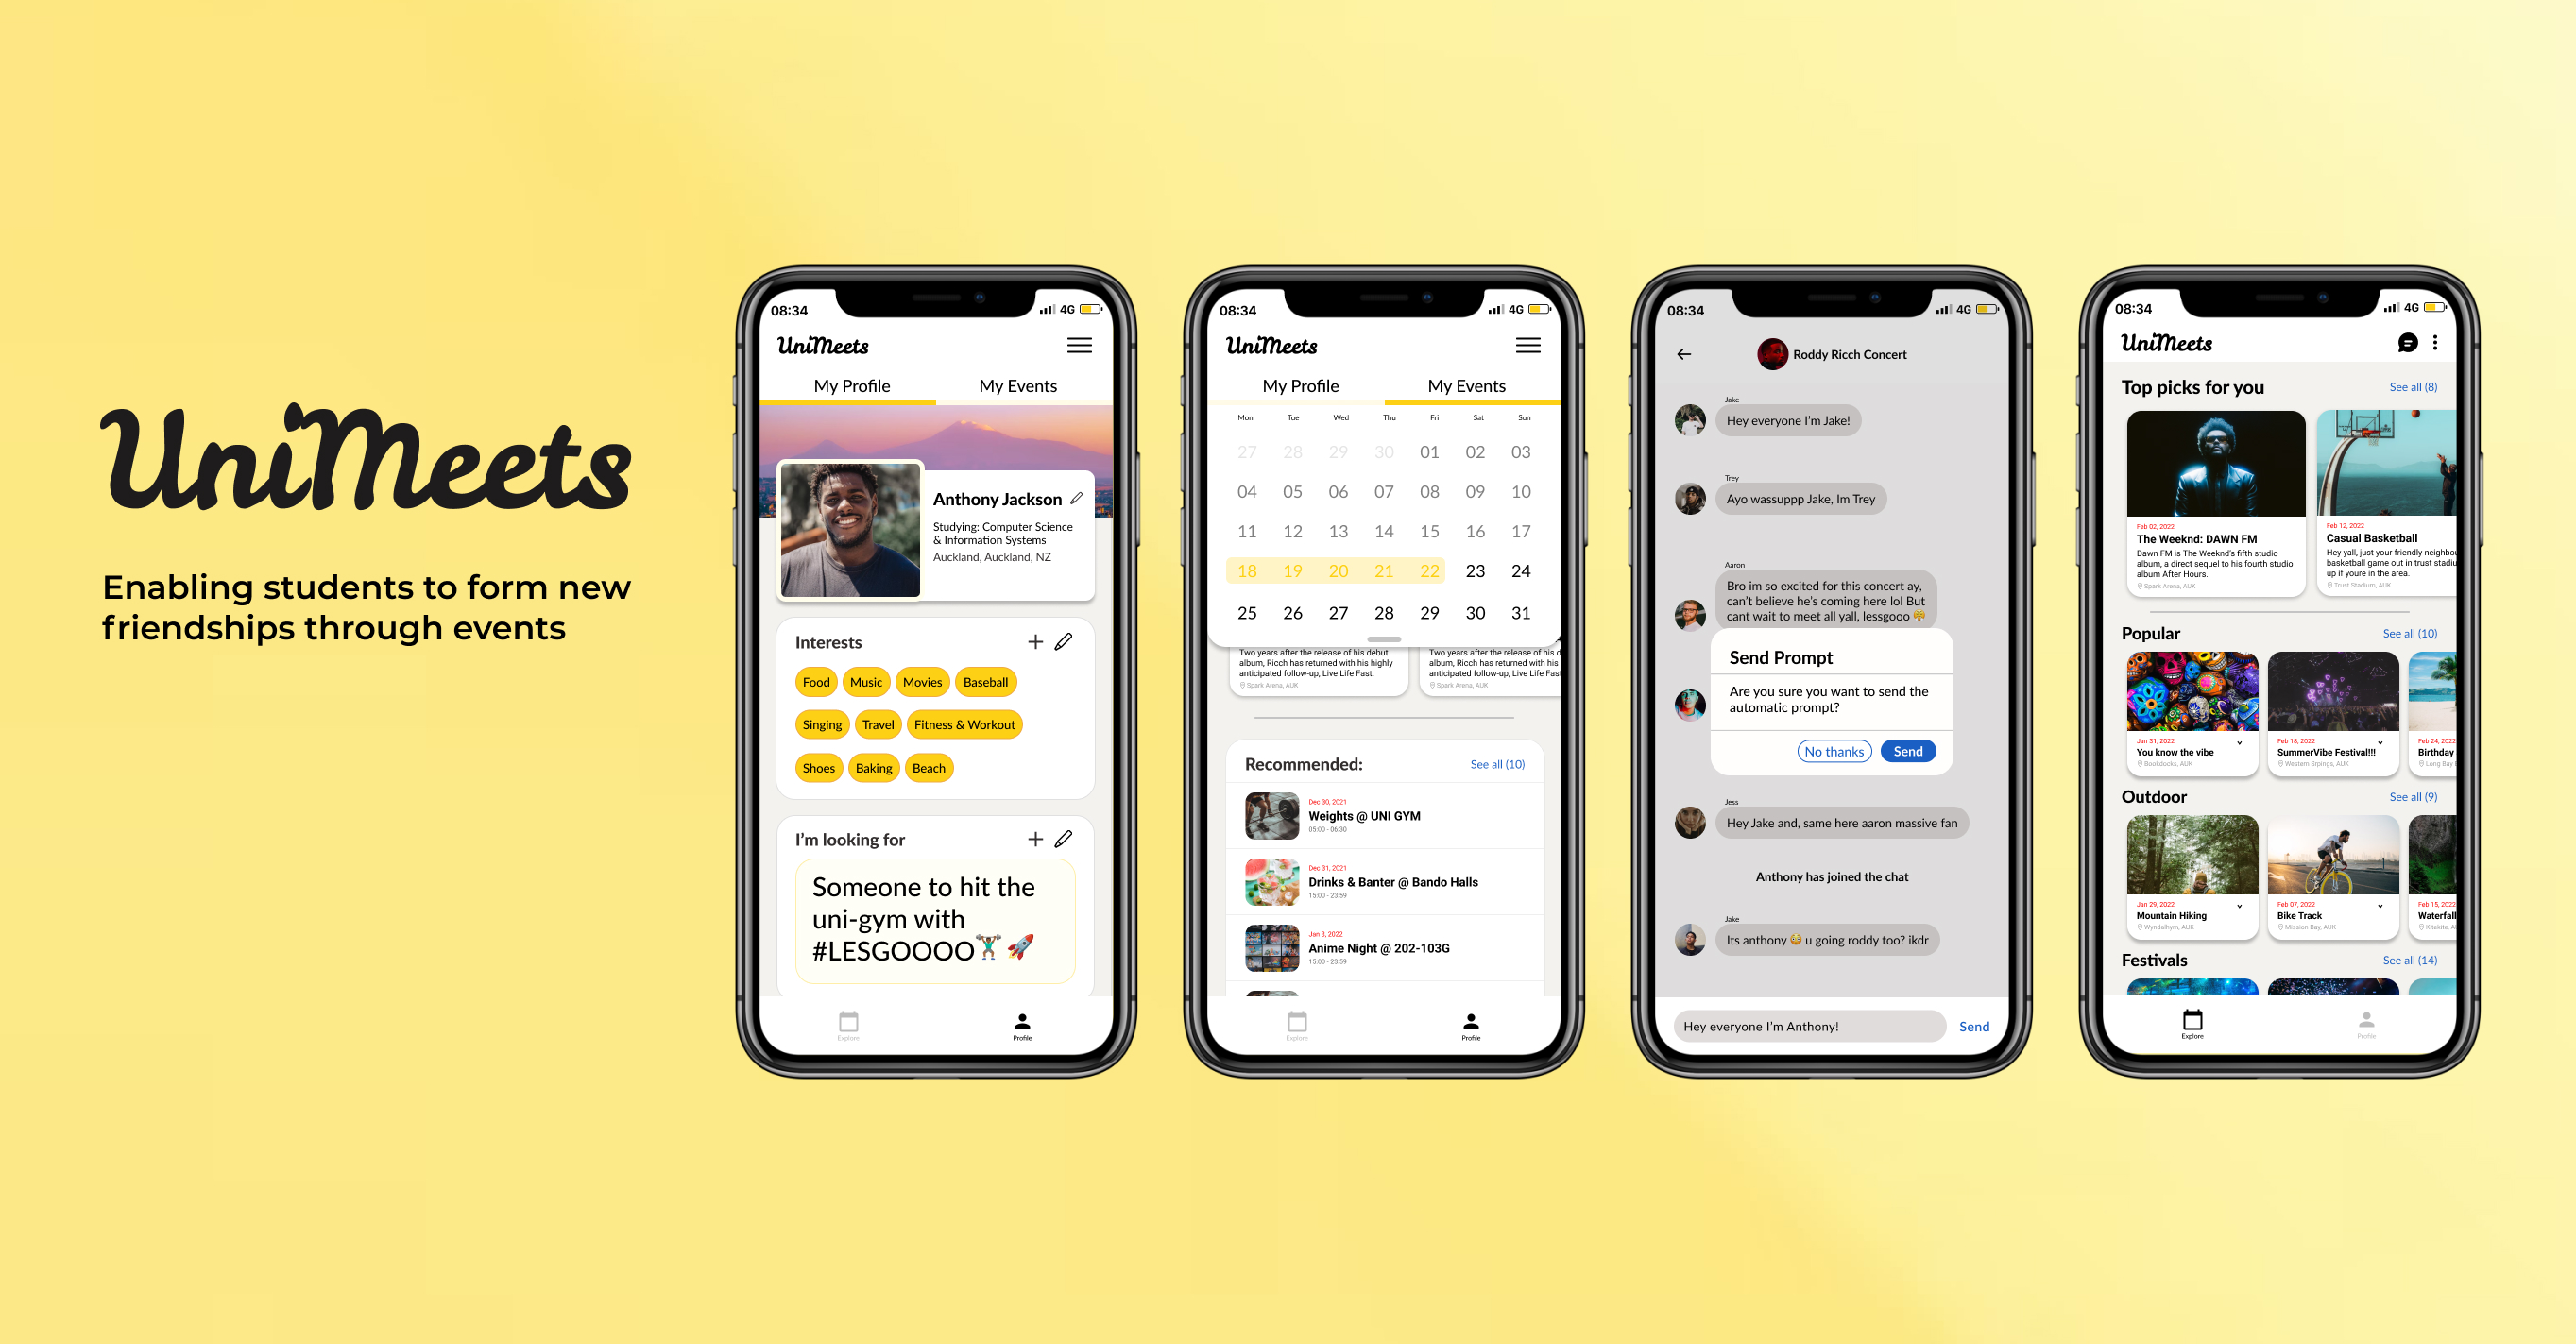 UniMeets
Enabling students to form new
friendships through events
08:34
4G
UniMeets
My Profile
My Events
Anthony Jackson
Studying: Computer Science
& Information Systems
Auckland, Auckland, NZ
Interests
Food
Music
Movies
Baseball
Singing
Travel
Fitness & Workout
Shoes
Baking
Beach
I'm looking for
Someone to hit the
uni-gym with
#LESGOOOO🏋🏽‍♂️🚀
Explore
Profile
08:34
4G
UniMeets
My Profile
My Events
Mon Tue Wed Thu Fri Sat Sun
27 28 29 30 01 02 03
04 05 06 07 08 09 10
11 12 13 14 15 16 17
18 19 20 21 22 23 24
25 26 27 28 29 30 31
Two years after the release of his debut
album, Ricch has returned with his highly
anticipated follow-up, Live Life Fast.
Spark Arena, AUK
Two years after the release of his d
album, Ricch has returned with his
anticipated follow-up, Live Life Fast
Spark Arena, AUK
Recommended:
See all (10)
Dec 30, 2021
Weights @ UNI GYM
05:00 - 06:30
Dec 31, 2021
Drinks & Banter @ Bando Halls
15:00 - 23:59
Jan 3, 2022
Anime Night @ 202-103G
15:00 - 23:59
Explore
Profile
08:34
4G
Roddy Ricch Concert
Jake
Hey everyone I'm Jake!
Trey
Ayo wassuppp Jake, Im Trey
Aaron
Bro im so excited for this concert ay,
can't believe he's coming here lol But
cant wait to meet all yall, lessgooo
Send Prompt
Are you sure you want to send the
automatic prompt?
No thanks
Send
Jess
Hey Jake and, same here aaron massive fan
Anthony has joined the chat
Jake
Its anthony 😳 u going roddy too? ikdr
Hey everyone I'm Anthony!
Send
08:34
4G
UniMeets
Top picks for you
See all (8)
Feb 02, 2022
The Weeknd: DAWN FM
Dawn FM is The Weeknd's fifth studio
album, a direct sequel to his fourth studio
album After Hours.
Spark Arena, AUK
Feb 12, 2022
Casual Basketball
Hey yall, just your friendly neighbou
basketball game out in trust stadiu
up if youre in the area.
Trust Stadium, AUK
Popular
See all (10)
Jan 31, 2022
You know the vibe
Bookdocks, AUK
Feb 18, 2022
SummerVibe Festival!!!
Western Srpings, AUK
Feb 24, 2022
Birthday
Long Bay
Outdoor
See all (9)
Jun 29, 2022
Mountain Hiking
Wyndalhym, AUK
Feb 07, 2022
Bike Track
Mission Bay, AUK
Feb 15, 2022
Waterfall
Kitekite, A
Festivals
See all (14)
Explore
Profile